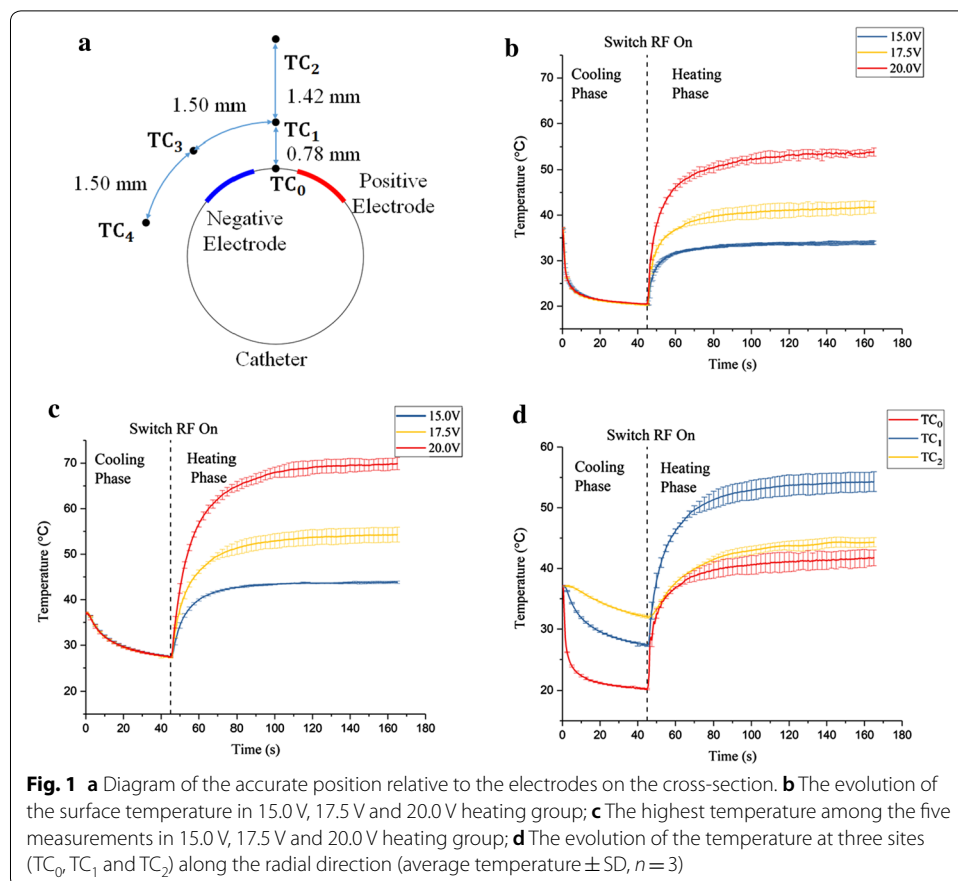 a
TC₂
1.42 mm
1.50 mm
TC₁
TC₃
0.78 mm
1.50 mm
TC₀
Positive
Electrode
TC₄
Negative
Electrode
Catheter
b
Switch RF On
15.0V
17.5V
20.0V
Cooling
Phase
Heating
Phase
Temperature (°C)
70
60
50
40
30
20
0 20 40 60 80 100 120 140 160 180
Time (s)
c
Switch RF On
15.0V
17.5V
20.0V
Cooling
Phase
Heating
Phase
Temperature (°C)
70
60
50
40
30
20
0 20 40 60 80 100 120 140 160 180
Time (s)
d
Switch RF On
TC₀
TC₁
TC₂
Cooling
Phase
Heating
Phase
Temperature (°C)
60
50
40
30
20
0 20 40 60 80 100 120 140 160 180
Time (s)
Fig. 1 a Diagram of the accurate position relative to the electrodes on the cross-section. b The evolution of
the surface temperature in 15.0 V, 17.5 V and 20.0 V heating group; c The highest temperature among the five
measurements in 15.0 V, 17.5 V and 20.0 V heating group; d The evolution of the temperature at three sites
(TC₀, TC₁ and TC₂) along the radial direction (average temperature ± SD, n = 3)